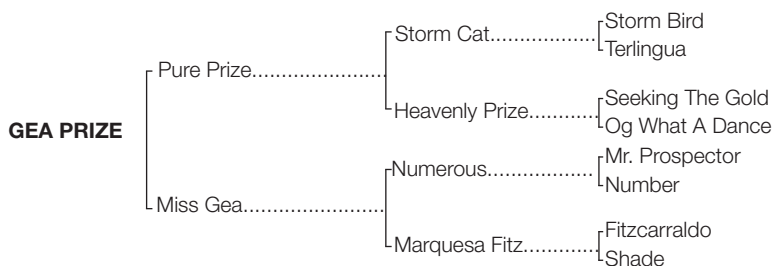 Storm Bird
Storm Cat
Terlingua
Pure Prize
Seeking The Gold
Heavenly Prize
Og What A Dance
GEA PRIZE
Mr. Prospector
Numerous
Number
Miss Gea
Fitzcarraldo
Marquesa Fitz
Shade